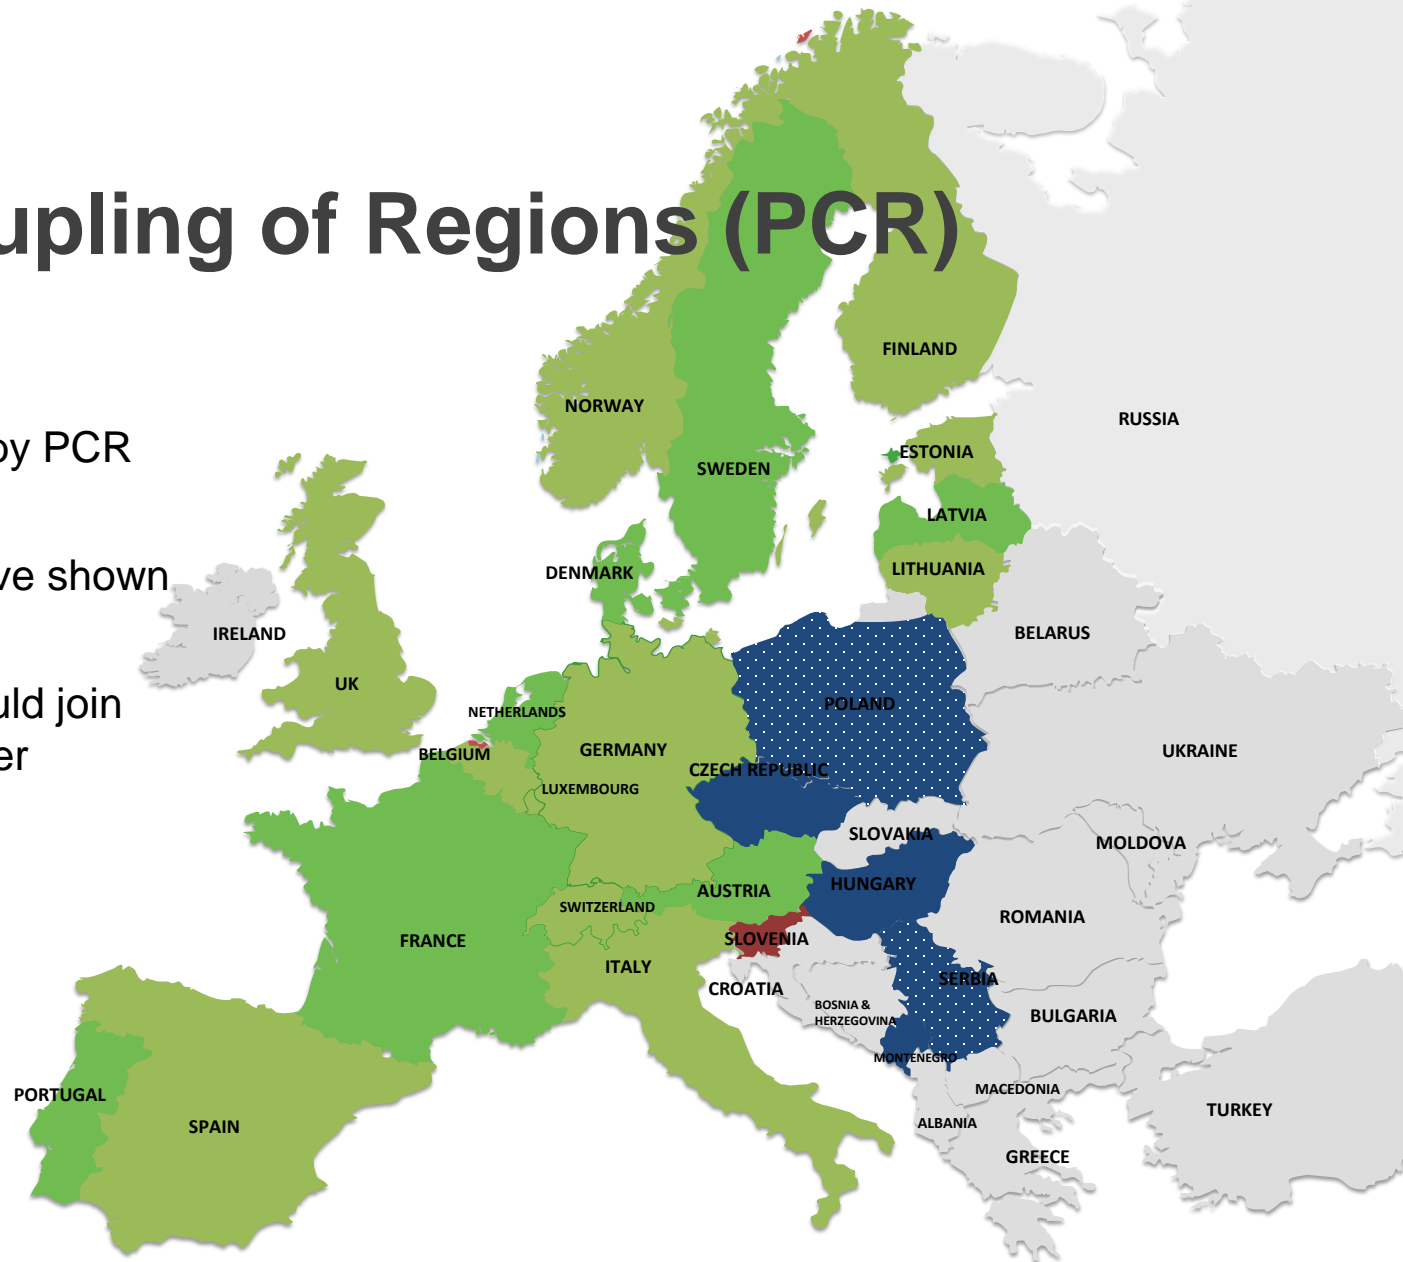 upling of Regions (PCR)
by PCR
ve shown
uld join
er
FINLAND
NORWAY
RUSSIA
ESTONIA
SWEDEN
LATVIA
LITHUANIA
DENMARK
IRELAND
BELARUS
UK
POLAND
NETHERLANDS
GERMANY
BELGIUM
UKRAINE
CZECH REPUBLIC
LUXEMBOURG
SLOVAKIA
MOLDOVA
HUNGARY
AUSTRIA
SWITZERLAND
ROMANIA
FRANCE
SLOVENIA
ITALY
SERBIA
CROATIA
BOSNIA &
HERZEGOVINA
BULGARIA
MONTENEGRO
MACEDONIA
PORTUGAL
TURKEY
ALBANIA
SPAIN
GREECE